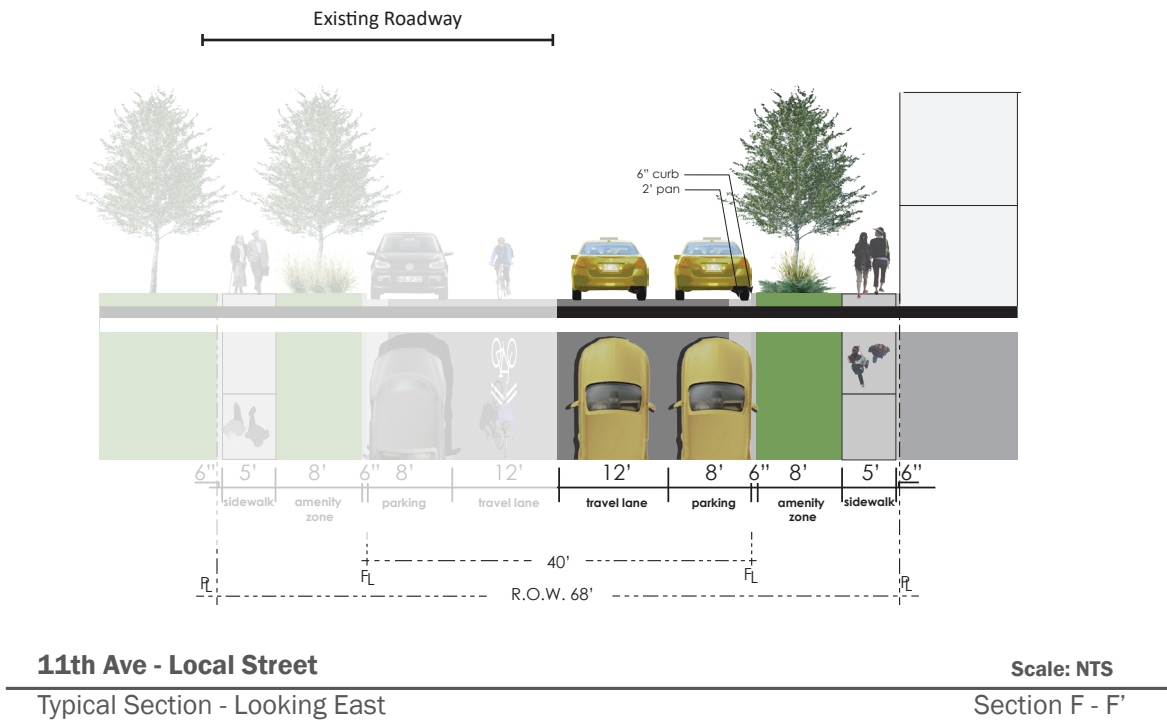 Existing Roadway
6” curb
2’ pan
6” 5’ 8’ 6” 8’ 12’ 12’ 8’ 6” 8’ 5’ 6”
sidewalk amenity zone parking travel lane travel lane parking amenity zone sidewalk
40’
FL FL
PL PL
R.O.W. 68’
11th Ave - Local Street Scale: NTS
Typical Section - Looking East Section F - F’